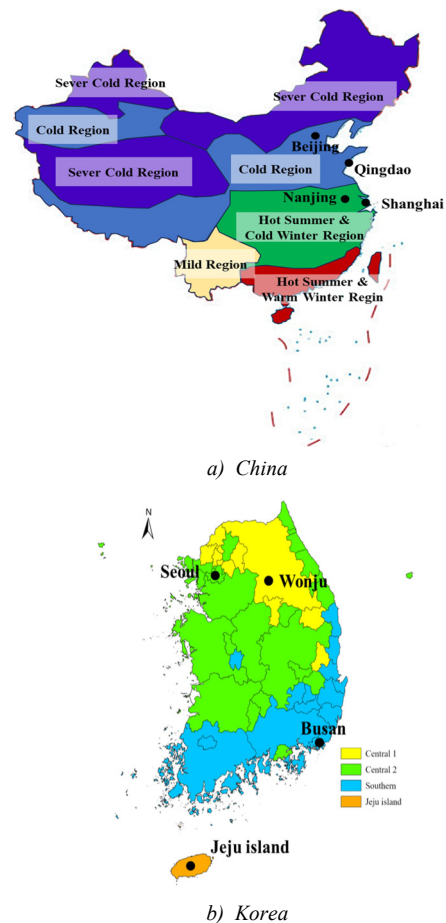 Sever Cold Region
Sever Cold Region
Cold Region
Beijing
Sever Cold Region
Cold Region
Qingdao
Nanjing
Shanghai
Hot Summer &
Cold Winter Region
Mild Region
Hot Summer &
Warm Winter Regin
a) China
N
Seoul
Wonju
Busan
Central 1
Central 2
Southern
Jeju island
Jeju island
b) Korea